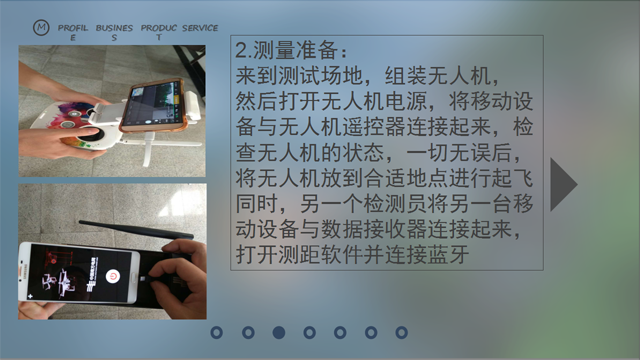 M
PROFILE BUSINESS PRODUCT SERVICE
2.测量准备：
来到测试场地，组装无人机，
然后打开无人机电源，将移动设
备与无人机遥控器连接起来，检
查无人机的状态，一切无误后，
将无人机放到合适地点进行起飞
同时，另一个检测员将另一台移
动设备与数据接收器连接起来，
打开测距软件并连接蓝牙